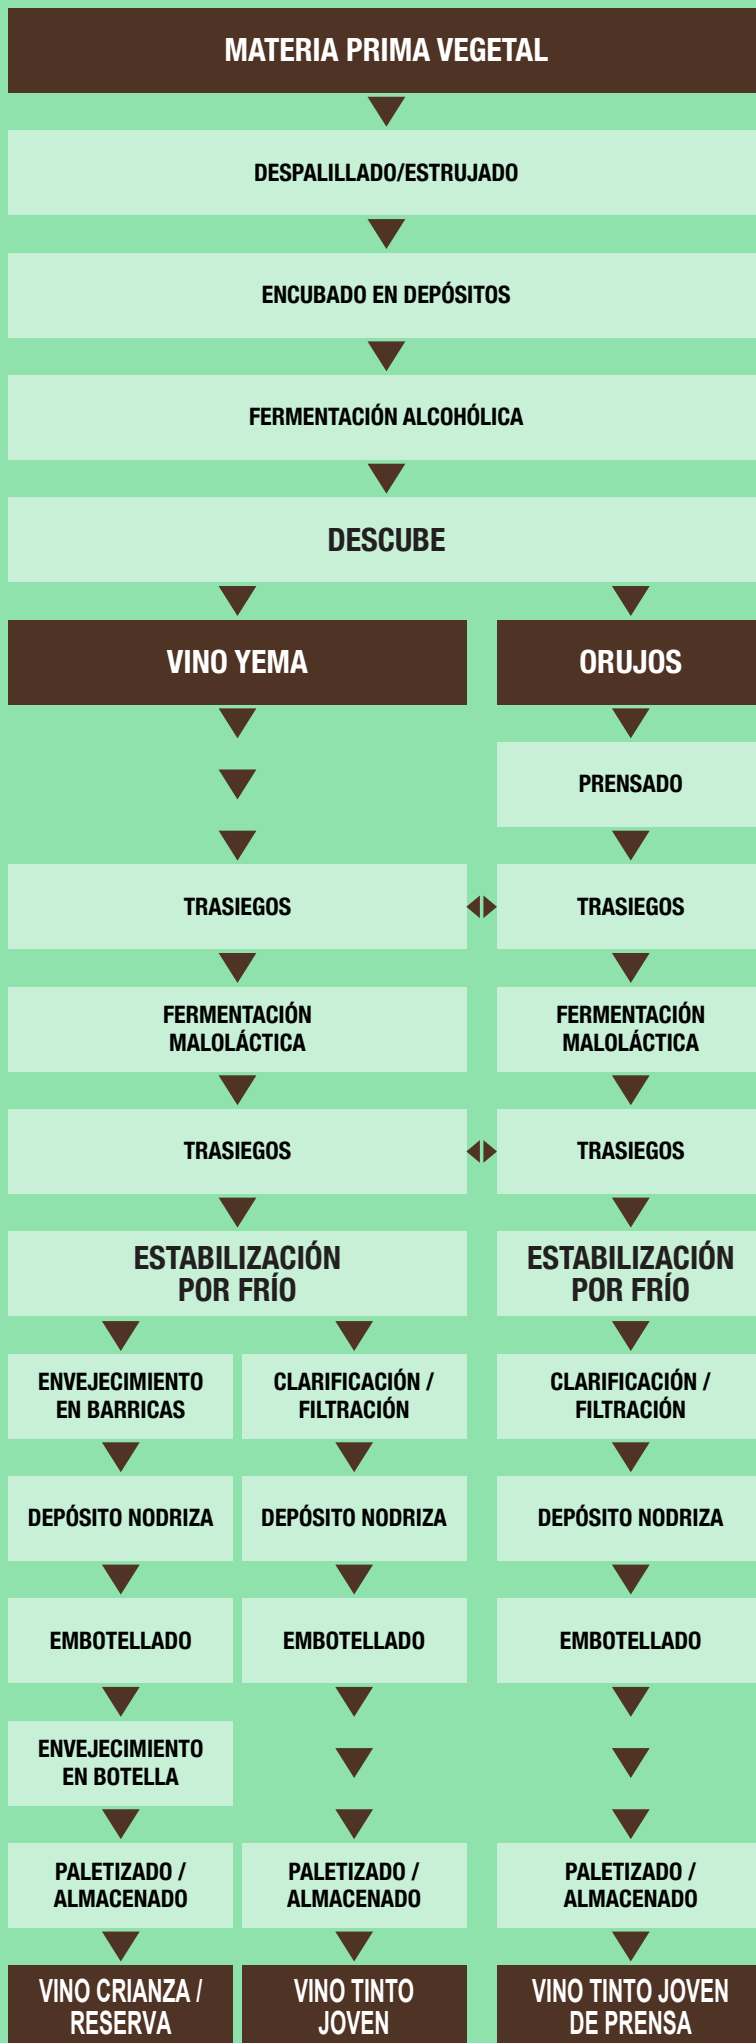 MATERIA PRIMA VEGETAL
DESPALILLADO/ESTRUJADO
ENCUBADO EN DEPÓSITOS
FERMENTACIÓN ALCOHÓLICA
DESCUBE
VINO YEMA
ORUJOS
PRENSADO
TRASIEGOS
TRASIEGOS
FERMENTACIÓN
MALOLÁCTICA
FERMENTACIÓN
MALOLÁCTICA
TRASIEGOS
TRASIEGOS
ESTABILIZACIÓN
POR FRÍO
ESTABILIZACIÓN
POR FRÍO
ENVEJECIMIENTO
EN BARRICAS
CLARIFICACIÓN /
FILTRACIÓN
CLARIFICACIÓN /
FILTRACIÓN
DEPÓSITO NODRIZA
DEPÓSITO NODRIZA
DEPÓSITO NODRIZA
EMBOTELLADO
EMBOTELLADO
EMBOTELLADO
ENVEJECIMIENTO
EN BOTELLA
PALETIZADO /
ALMACENADO
PALETIZADO /
ALMACENADO
PALETIZADO /
ALMACENADO
VINO CRIANZA /
RESERVA
VINO TINTO
JOVEN
VINO TINTO JOVEN
DE PRENSA